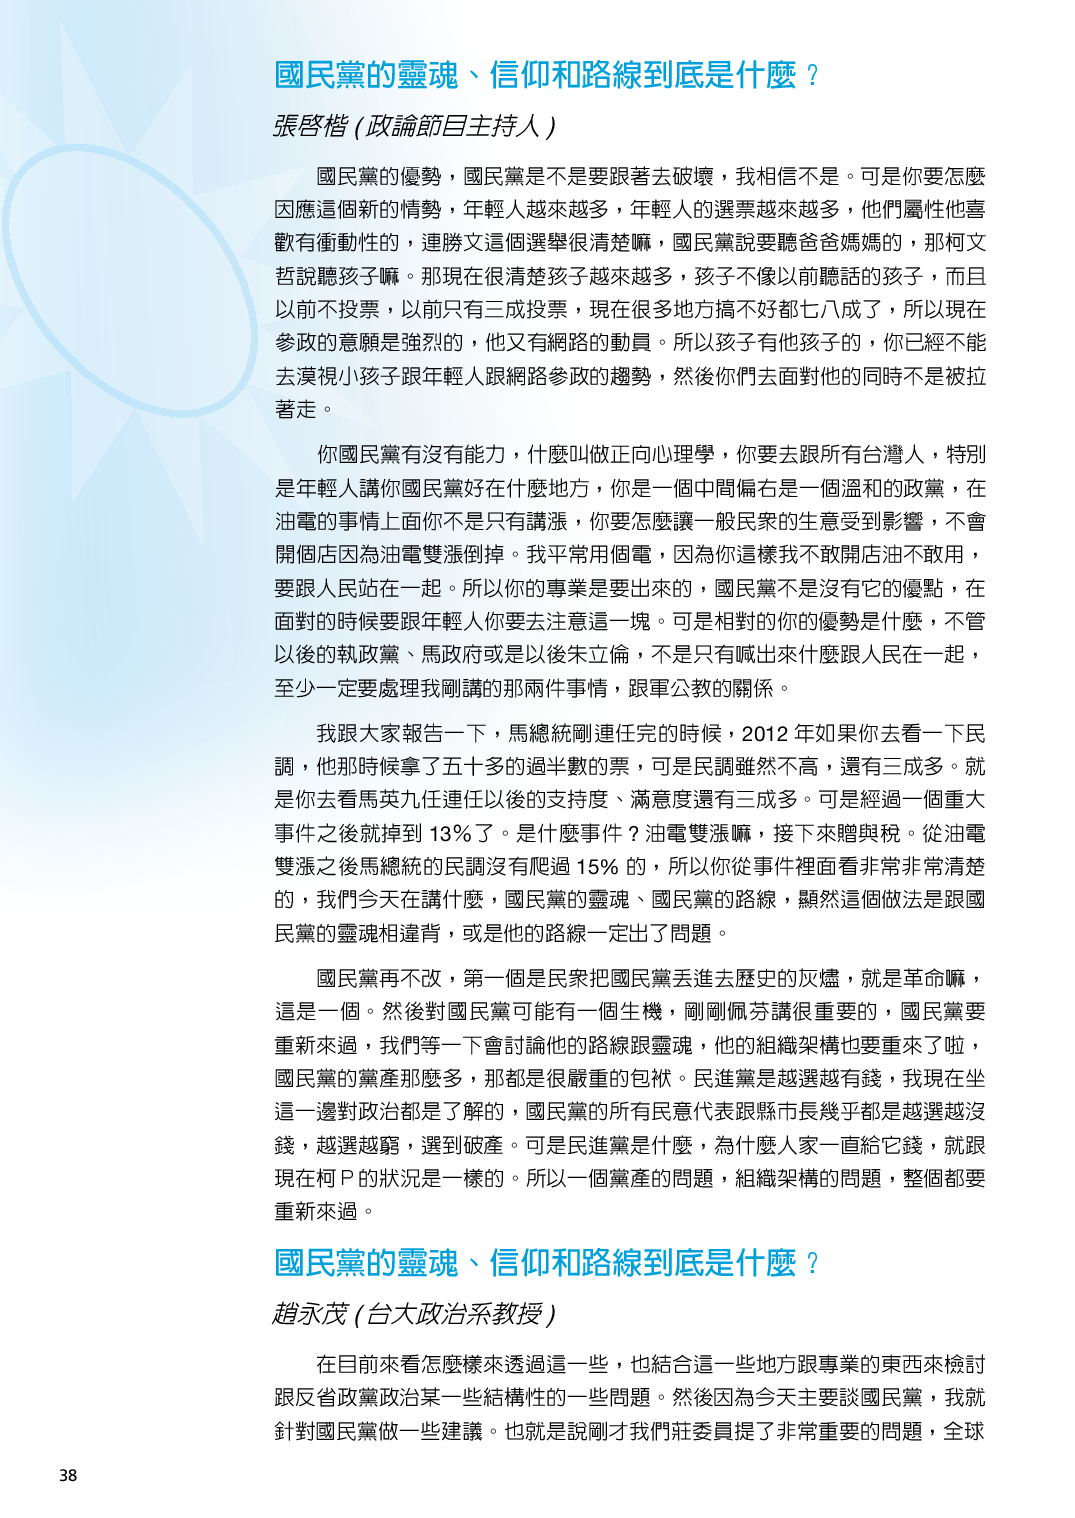 國民黨的靈魂、信仰和路線到底是什麼？
張啓楷 ( 政論節目主持人 )
國民黨的優勢，國民黨是不是要跟著去破壞，我相信不是。可是你要怎麼
因應這個新的情勢，年輕人越來越多，年輕人的選票越來越多，他們屬性他喜
歡有衝動性的，連勝文這個選舉很清楚嘛，國民黨說要聽爸爸媽媽的，那柯文
哲說聽孩子嘛。那現在很清楚孩子越來越多，孩子不像以前聽話的孩子，而且
以前不投票，以前只有三成投票，現在很多地方搞不好都七八成了，所以現在
參政的意願是強烈的，他又有網路的動員。所以孩子有他孩子的，你已經不能
去漠視小孩子跟年輕人跟網路參政的趨勢，然後你們去面對他的同時不是被拉
著走。
你國民黨有沒有能力，什麼叫做正向心理學，你要去跟所有台灣人，特別
是年輕人講你國民黨好在什麼地方，你是一個中間偏右是一個溫和的政黨，在
油電的事情上面你不是只有講漲，你要怎麼讓一般民衆的生意受到影響，不會
開個店因為油電雙漲倒掉。我平常用個電，因為你這樣我不敢開店油不敢用，
要跟人民站在一起。所以你的專業是要出來的，國民黨不是沒有它的優點，在
面對的時候要跟年輕人你要去注意這一塊。可是相對的你的優勢是什麼，不管
以後的執政黨、馬政府或是以後朱立倫，不是只有喊出來什麼跟人民在一起，
至少一定要處理我剛講的那兩件事情，跟軍公教的關係。
我跟大家報告一下，馬總統剛連任完的時候，2012 年如果你去看一下民
調，他那時候拿了五十多的過半數的票，可是民調雖然不高，還有三成多。就
是你去看馬英九任連任以後的支持度、滿意度還有三成多。可是經過一個重大
事件之後就掉到 13%了。是什麼事件？油電雙漲嘛，接下來贈與稅。從油電
雙漲之後馬總統的民調沒有爬過 15% 的，所以你從事件裡面看非常非常清楚
的，我們今天在講什麼，國民黨的靈魂、國民黨的路線，顯然這個做法是跟國
民黨的靈魂相違背，或是他的路線一定出了問題。
國民黨再不改，第一個是民衆把國民黨丟進去歷史的灰燼，就是革命嘛，
這是一個。然後對國民黨可能有一個生機，剛剛佩芬講很重要的，國民黨要
重新來過，我們等一下會討論他的路線跟靈魂，他的組織架構也要重來了啦，
國民黨的黨產那麼多，那都是很嚴重的包袱。民進黨是越選越有錢，我現在坐
這一邊對政治都是了解的，國民黨的所有民意代表跟縣市長幾乎都是越選越沒
錢，越選越窮，選到破產。可是民進黨是什麼，為什麼人家一直給它錢，就跟
現在柯Ｐ的狀況是一樣的。所以一個黨產的問題，組織架構的問題，整個都要
重新來過。
國民黨的靈魂、信仰和路線到底是什麼？
趙永茂 ( 台大政治系教授 )
在目前來看怎麼樣來透過這一些，也結合這一些地方跟專業的東西來檢討
跟反省政黨政治某一些結構性的一些問題。然後因為今天主要談國民黨，我就
針對國民黨做一些建議。也就是說剛才我們莊委員提了非常重要的問題，全球
38